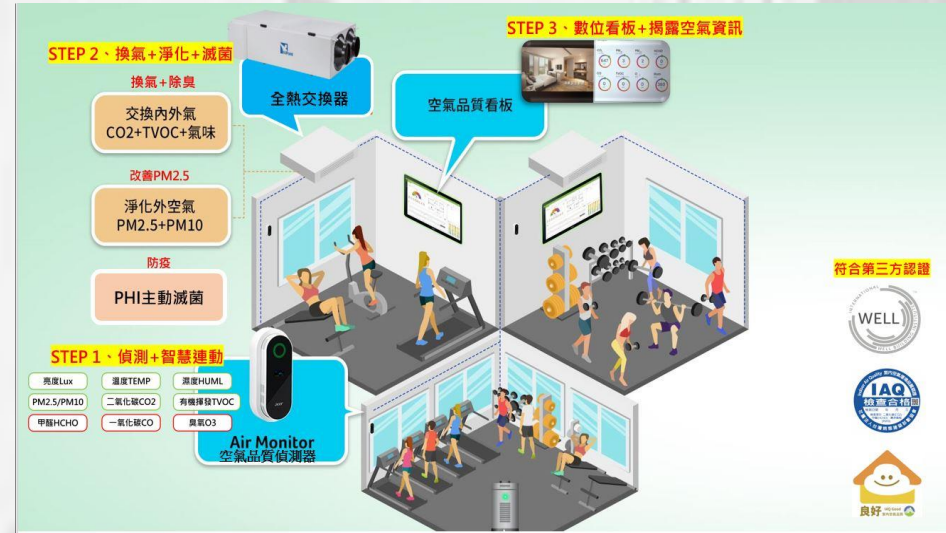 STEP 2、換氣+淨化+滅菌
換氣+除臭
交換內外氣
CO2+TVOC+氣味
改善PM2.5
淨化外空氣
PM2.5+PM10
防疫
PHI主動滅菌
全熱交換器
STEP 3、數位看板+揭露空氣資訊
空氣品質看板
STEP 1、偵測+智慧連動
亮度Lux
溫度TEMP
濕度HUML
PM2.5/PM10
二氧化碳CO2
有機揮發TVOC
甲醛HCHO
一氧化碳CO
臭氧O3
Air Monitor
空氣品質偵測器
符合第三方認證
WELL
IAQ
檢查合格
良好